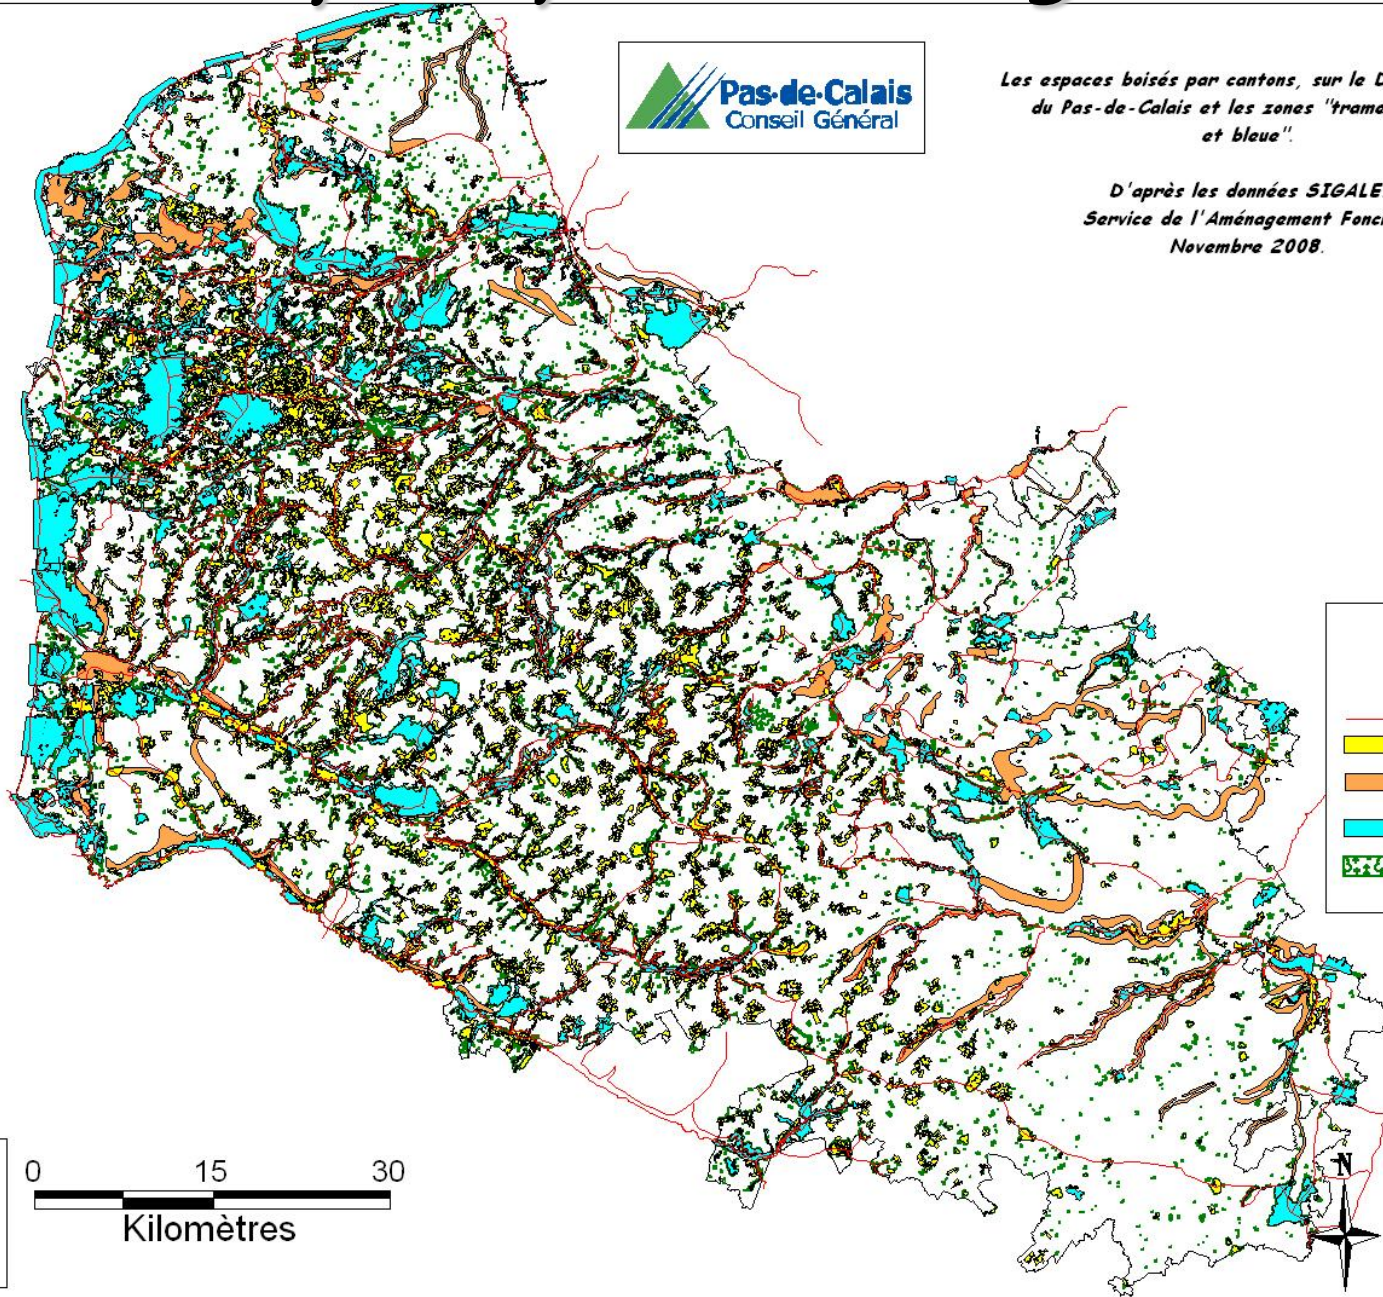 Pas-de-Calais
Conseil Général
Les espaces boisés par cantons, sur le
du Pas-de-Calais et les zones "trame
et bleue".
D'après les données SIGALE
Service de l'Aménagement Fonc
Novembre 2008.
0 15 30
Kilomètres
N